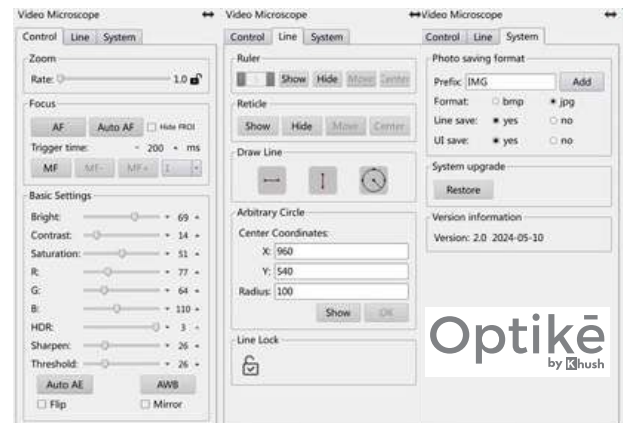 Video Microscope
Control Line System
Zoom
Rate: 1.0
Focus
AF Auto AF Hide FROI
Trigger time: - 200 + ms
MF MF- MF+ 1
Basic Settings
Bright: - 69 +
Contrast: - 14 +
Saturation: - 51 +
R: - 77 +
G: - 64 +
B: - 110 +
HDR: - 3 +
Sharpen: - 26 +
Threshold: - 26 +
Auto AE AWB
Flip Mirror
Video Microscope
Control Line System
Ruler
Show Hide Move Center
Reticle
Show Hide Move Center
Draw Line
Arbitrary Circle
Center Coordinates:
X: 960
Y: 540
Radius: 100
Show OK
Line Lock
Video Microscope
Control Line System
Photo saving format
Prefix: IMG Add
Format: bmp jpg
Line save: yes no
UI save: yes no
System upgrade
Restore
Version information
Version: 2.0 2024-05-10
Optikē
by Khush